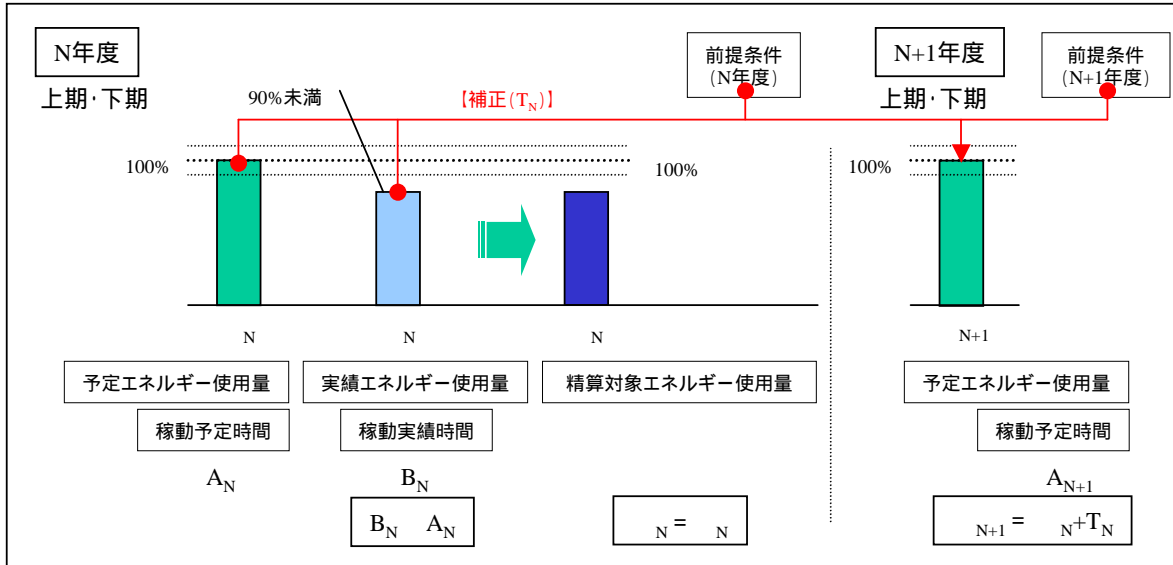 N年度
上期・下期
90%未満
【補正(TN)】
前提条件
(N年度)
N+1年度
上期・下期
前提条件
(N+1年度)
100%
100%
100%
N
N
N
N+1
予定エネルギー使用量
実績エネルギー使用量
精算対象エネルギー使用量
予定エネルギー使用量
稼動予定時間
稼動実績時間
稼動予定時間
AN
BN
AN+1
BN AN
N = N
N+1 = N+TN